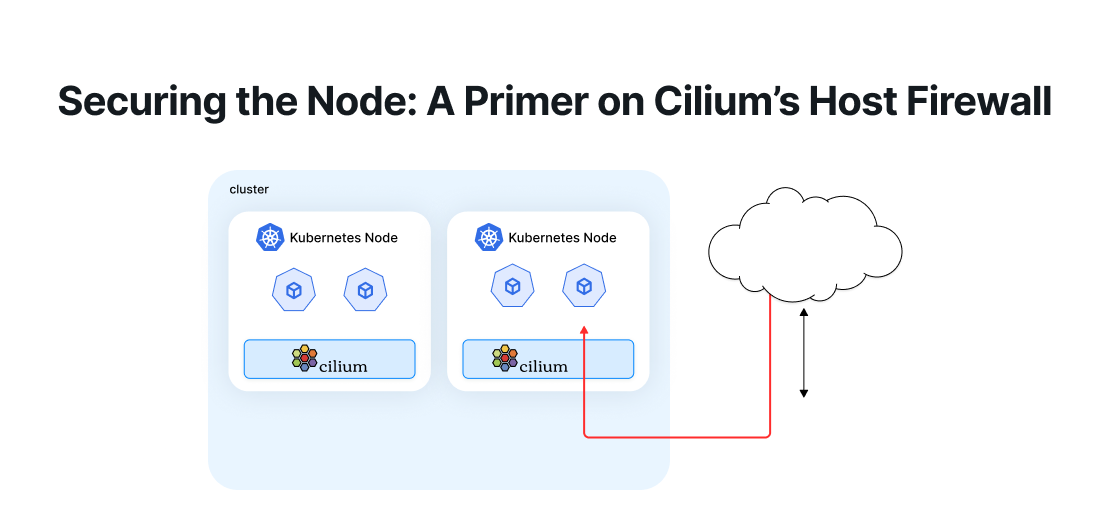 Securing the Node: A Primer on Cilium’s Host Firewall
cluster
Kubernetes Node
Kubernetes Node
cilium
cilium